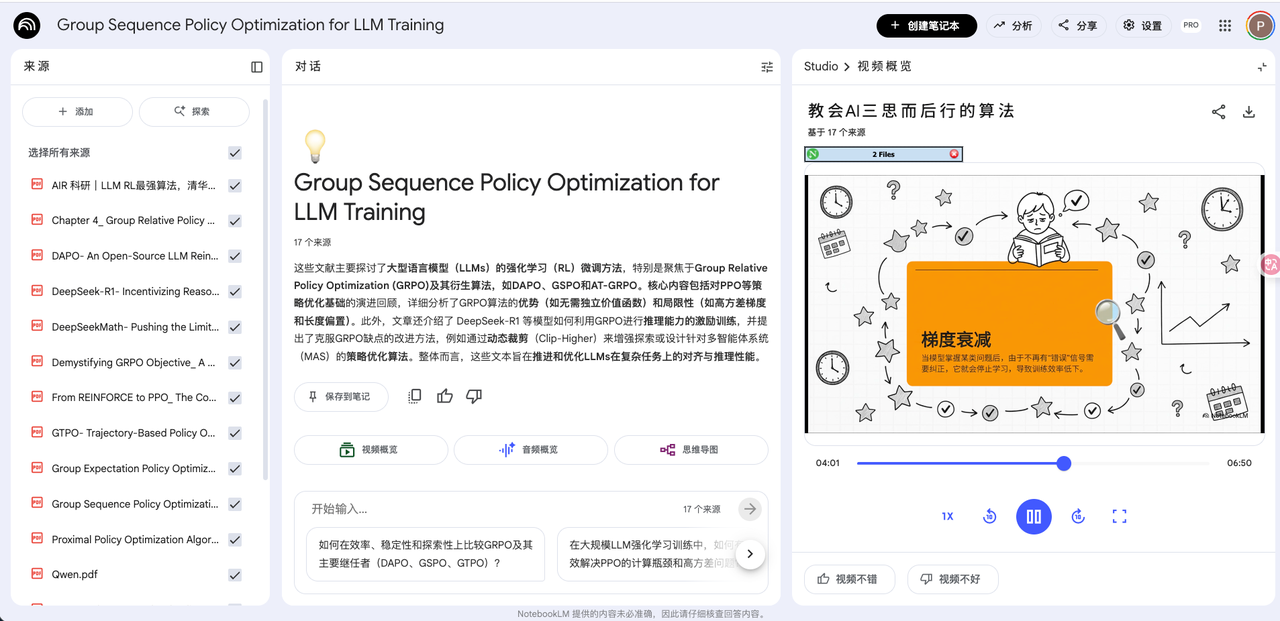 Group Sequence Policy Optimization for LLM Training
创建笔记本
分析
分享
设置
PRO
P
来源
添加
探索
选择所有来源
AIR 科研｜LLM RL最强算法，清华...
Chapter 4_ Group Relative Policy ...
DAPO- An Open-Source LLM Rein...
DeepSeek-R1- Incentivizing Reaso...
DeepSeekMath- Pushing the Limit...
Demystifying GRPO Objective_ A ...
From REINFORCE to PPO_ The Co...
GTPO- Trajectory-Based Policy O...
Group Expectation Policy Optimiz...
Group Sequence Policy Optimizati...
Proximal Policy Optimization Algor...
Qwen.pdf
对话
Group Sequence Policy Optimization for
LLM Training
17 个来源
这些文献主要探讨了大型语言模型（LLMs）的强化学习（RL）微调方法，特别是聚焦于Group Relative
Policy Optimization (GRPO)及其衍生算法，如DAPO、GSPO和AT-GRPO。核心内容包括对PPO等策
略优化基础的演进回顾，详细分析了GRPO算法的优势（如无需独立价值函数）和局限性（如高方差梯度
和长度偏置）。此外，文章还介绍了 DeepSeek-R1 等模型如何利用GRPO进行推理能力的激励训练，并提
出了克服GRPO缺点的改进方法，例如通过动态裁剪（Clip-Higher）来增强探索或设计针对多智能体系统
（MAS）的策略优化算法。整体而言，这些文本旨在推进和优化LLMs在复杂任务上的对齐与推理性能。
保存到笔记
视频概览
音频概览
思维导图
开始输入...
17 个来源
如何在效率、稳定性和探索性上比较GRPO及其
主要继任者（DAPO、GSPO、GTPO）?
在大规模LLM强化学习训练中，如何
效解决PPO的计算瓶颈和高方差问
Studio
视频概览
教会AI三思而后行的算法
基于 17 个来源
2 Files
梯度衰减
当模型掌握某类问题后，由于不再有“错误”信号需
要纠正，它就会停止学习，导致训练效率低下。
NotebookLM
04:01
06:50
1X
10
10
视频不错
视频不好
NotebookLM 提供的内容未必准确，因此请仔细核查回答内容。